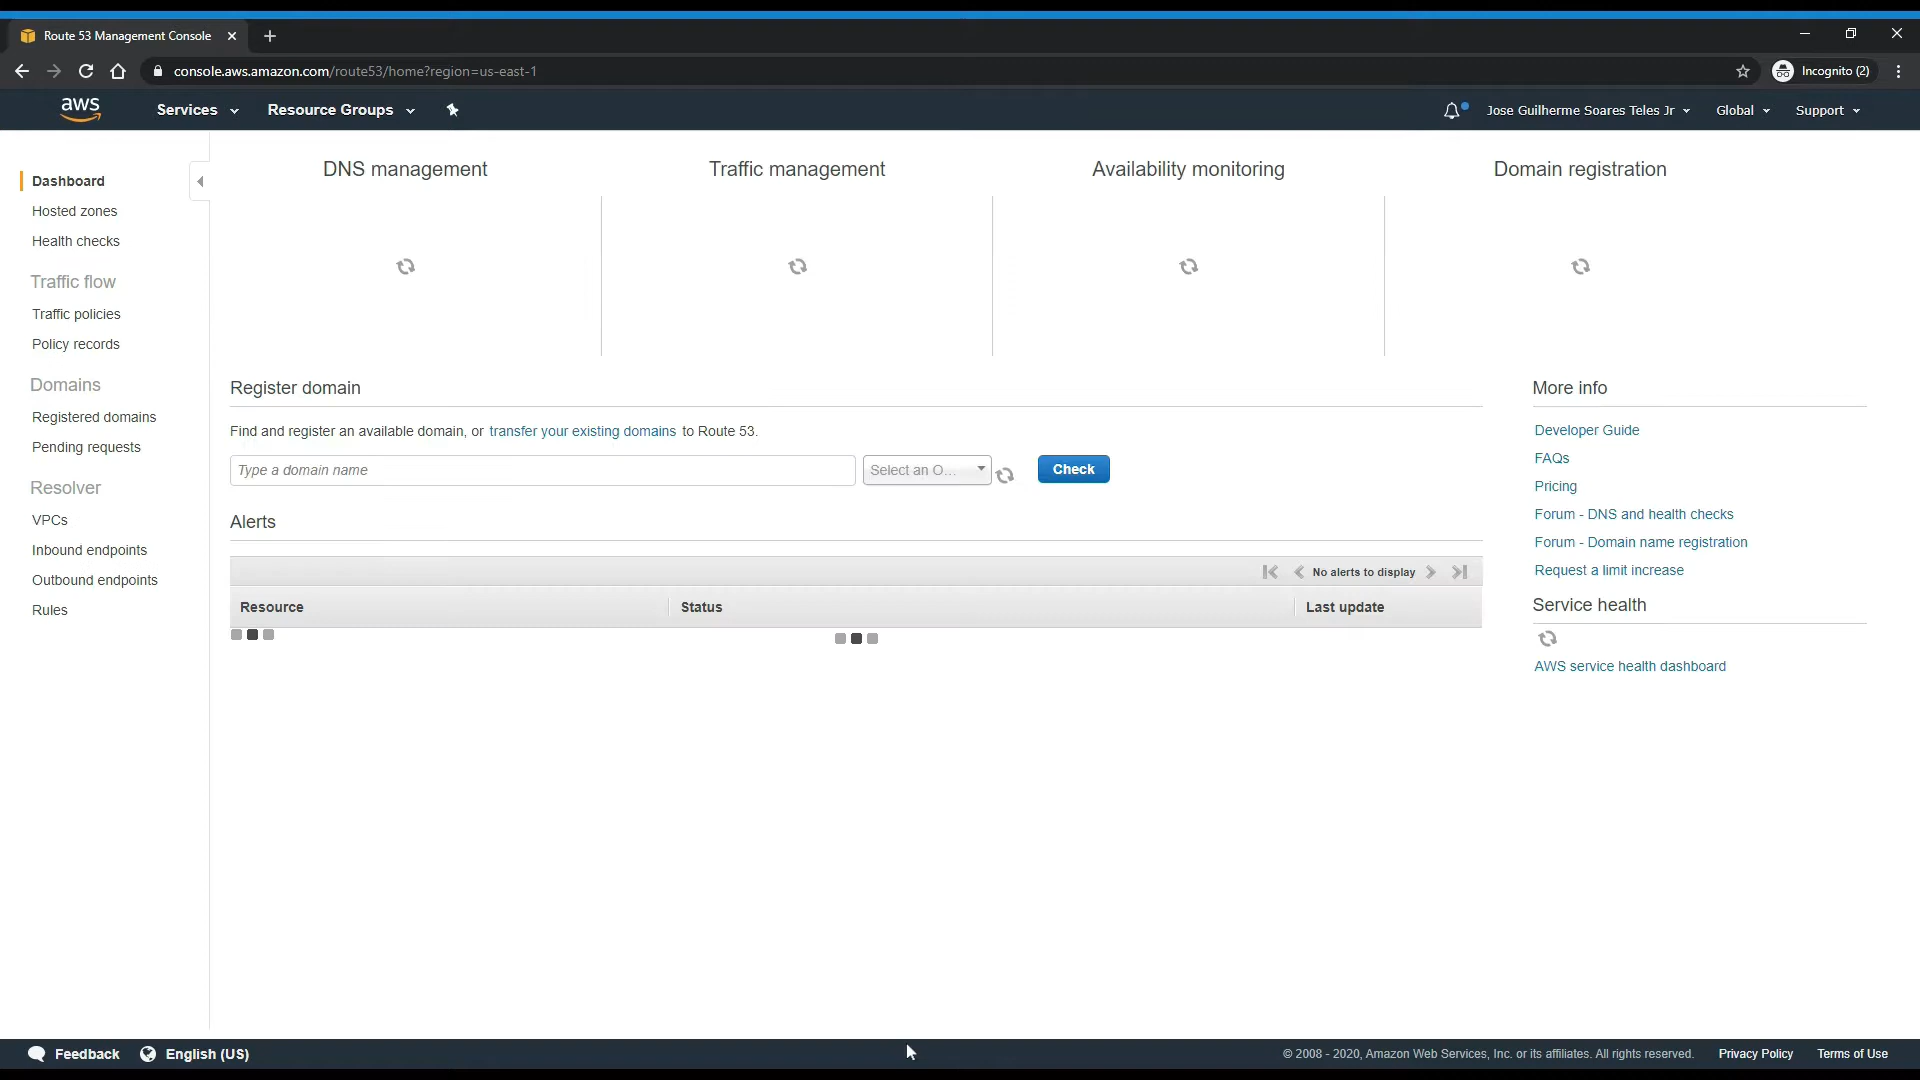 Route 53 Management Console
console.aws.amazon.com/route53/home?region=us-east-1
Incognito (2)
aws
Services
Resource Groups
Jose Guilherme Soares Teles Jr
Global
Support
Dashboard
Hosted zones
Health checks
Traffic flow
Traffic policies
Policy records
Domains
Registered domains
Pending requests
Resolver
VPCs
Inbound endpoints
Outbound endpoints
Rules
DNS management
Traffic management
Availability monitoring
Domain registration
Register domain
Find and register an available domain, or transfer your existing domains to Route 53.
Type a domain name
Select an O...
Check
Alerts
No alerts to display
Resource
Status
Last update
More info
Developer Guide
FAQs
Pricing
Forum - DNS and health checks
Forum - Domain name registration
Request a limit increase
Service health
AWS service health dashboard
Feedback
English (US)
© 2008 - 2020, Amazon Web Services, Inc. or its affiliates. All rights reserved.
Privacy Policy
Terms of Use